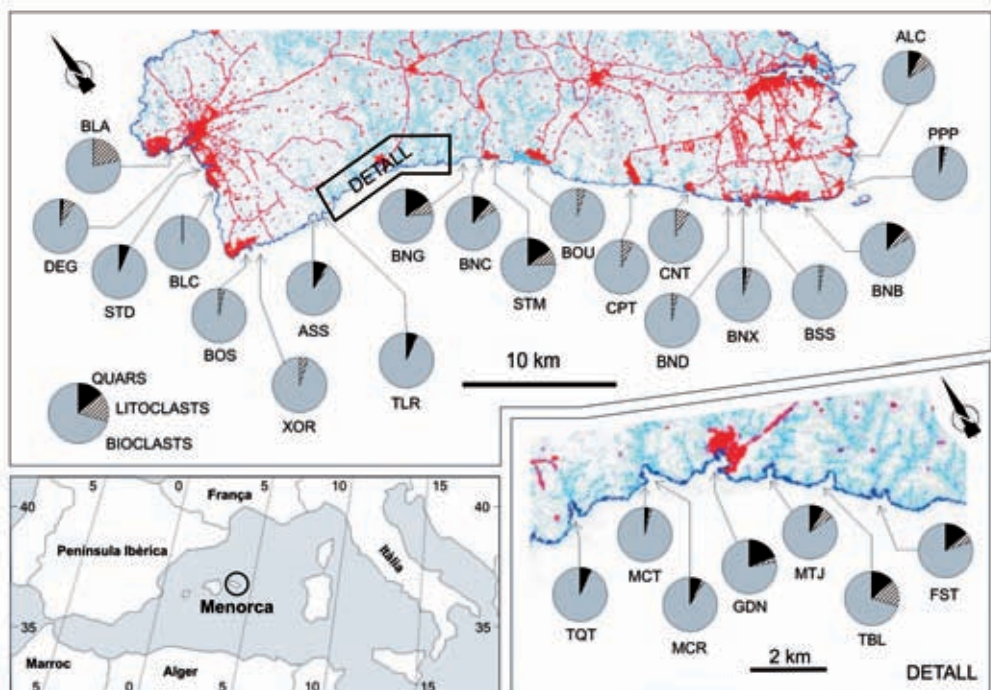 ALC
BLA
PPP
DETALL
DEG
STD
BLC
BOS
XOR
ASS
TLR
BNG
BNC
STM
BOU
CPT
CNT
BND
BNX
BSS
BNB
10 km
QUARS
LITOCLASTS
BIOCLASTS
5 0 França 5 10 15
40 40
Península Ibèrica
Itàlia
Menorca
35 35
Marroc
Alger
5 0 5 10 15
TQT
MCT
MCR
GDN
MTJ
TBL
FST
2 km
DETALL